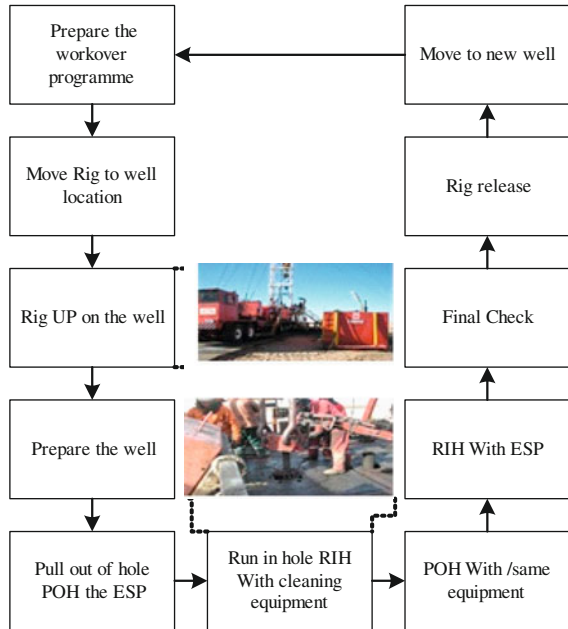 Prepare the
workover
programme
Move to new well
Move Rig to well
location
Rig release
Rig UP on the well
Final Check
Prepare the well
RIH With ESP
Pull out of hole
POH the ESP
Run in hole RIH
With cleaning
equipment
POH With /same
equipment